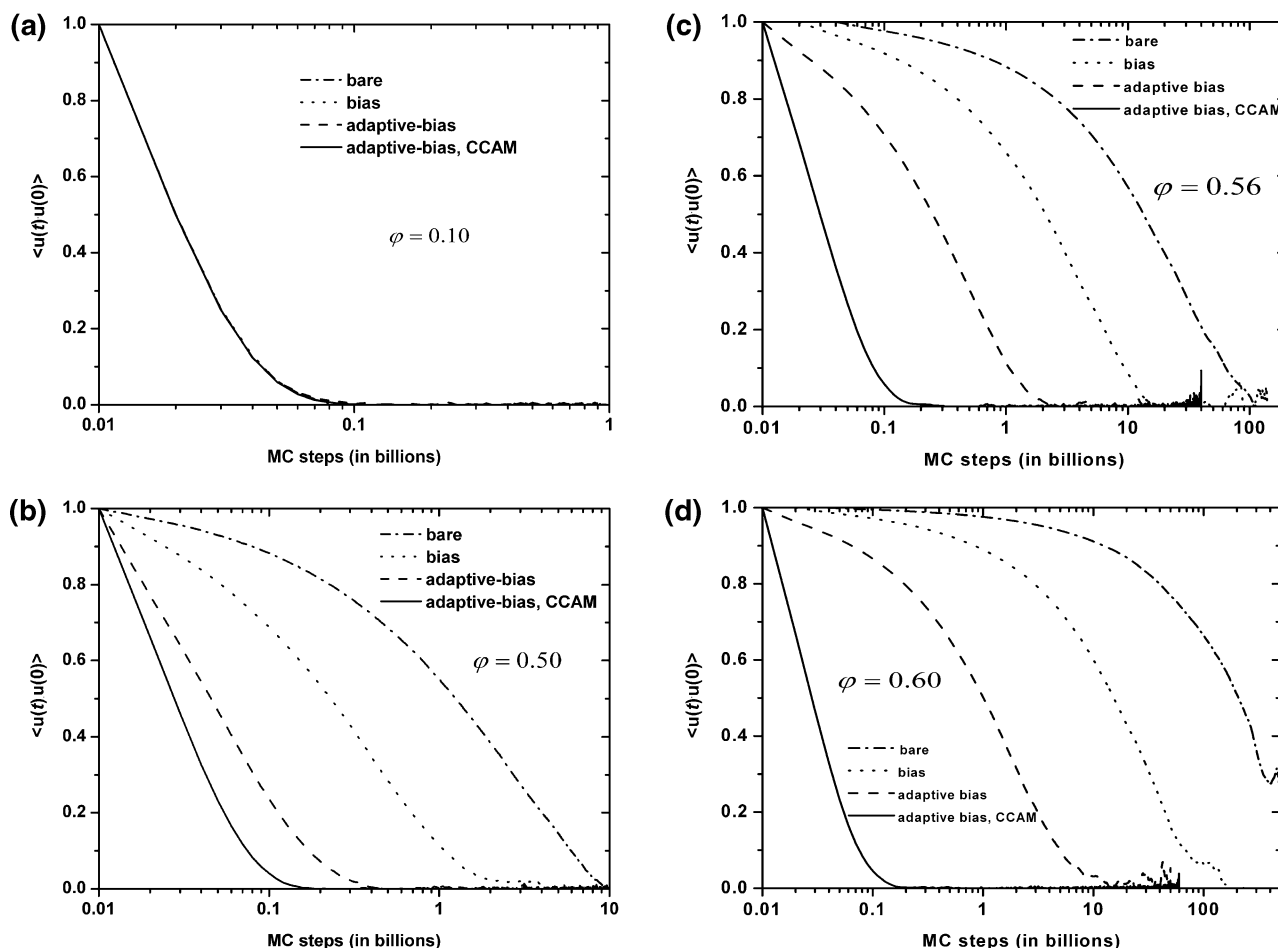 (a)
1.0
0.8
0.6
0.4
0.2
0.0
<u(t) u(0)>
bare
bias
adaptive-bias
adaptive-bias, CCAM
φ = 0.10
0.01
0.1
1
MC steps (in billions)
(b)
1.0
0.8
0.6
0.4
0.2
0.0
<u(t) u(0)>
bare
bias
adaptive-bias
adaptive-bias, CCAM
φ = 0.50
0.01
0.1
1
10
MC steps (in billions)
(c)
1.0
0.8
0.6
0.4
0.2
0.0
<u(t) u(0)>
bare
bias
adaptive bias
adaptive bias, CCAM
φ = 0.56
0.01
0.1
1
10
100
MC steps (in billions)
(d)
1.0
0.8
0.6
0.4
0.2
0.0
<u(t) u(0)>
φ = 0.60
bare
bias
adaptive bias
adaptive bias, CCAM
0.01
0.1
1
10
100
MC steps (in billions)